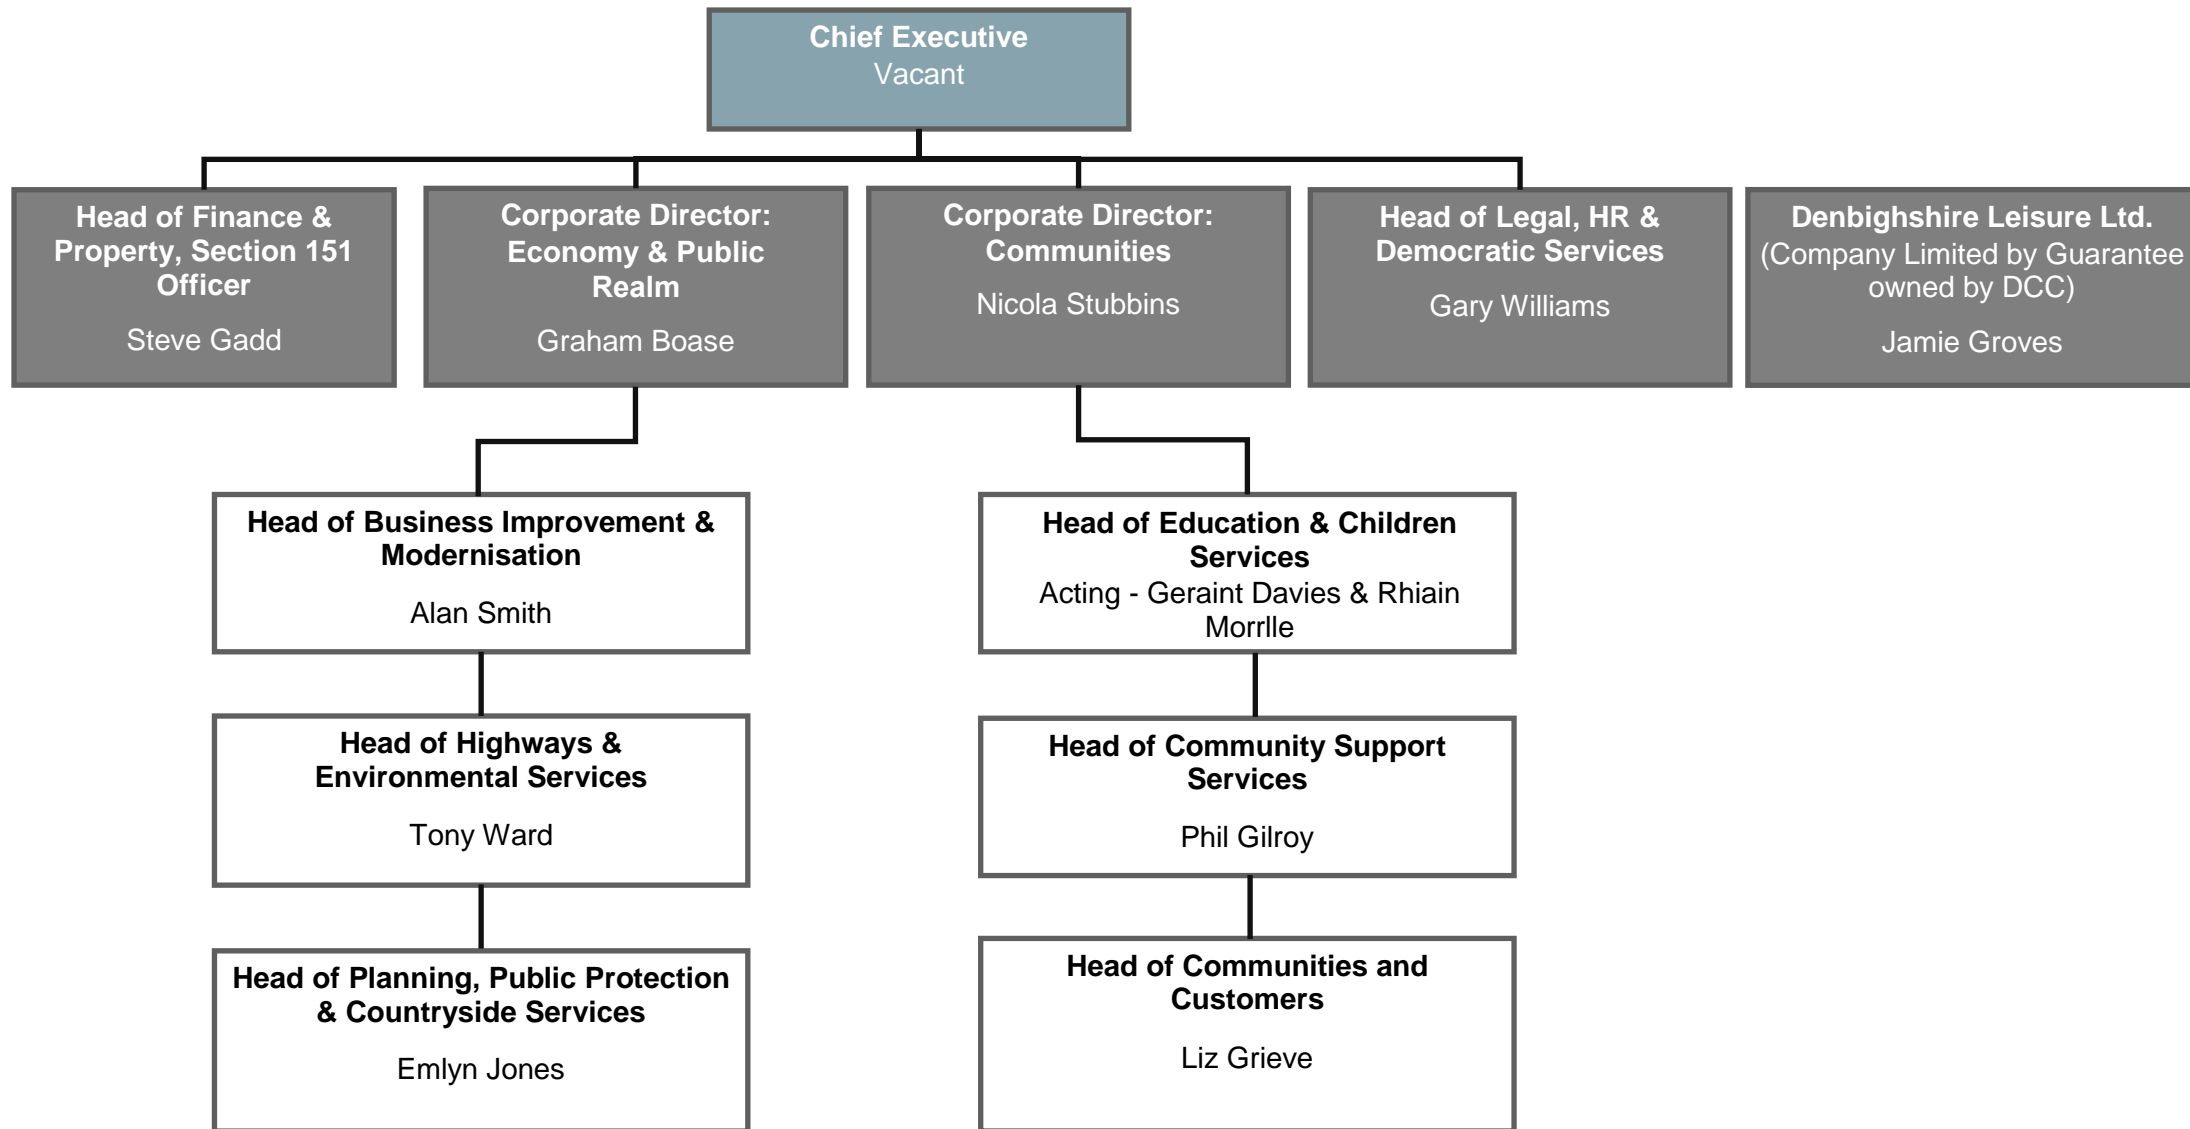 Chief Executive
Vacant
Head of Finance &
Property, Section 151
Officer
Steve Gadd
Corporate Director:
Economy & Public
Realm
Graham Boase
Corporate Director:
Communities
Nicola Stubbins
Head of Legal, HR &
Democratic Services
Gary Williams
Denbighshire Leisure Ltd.
(Company Limited by Guarantee
owned by DCC)
Jamie Groves
Head of Business Improvement &
Modernisation
Alan Smith
Head of Education & Children
Services
Acting - Geraint Davies & Rhiain
Morrlle
Head of Highways &
Environmental Services
Tony Ward
Head of Community Support
Services
Phil Gilroy
Head of Planning, Public Protection
& Countryside Services
Emlyn Jones
Head of Communities and
Customers
Liz Grieve